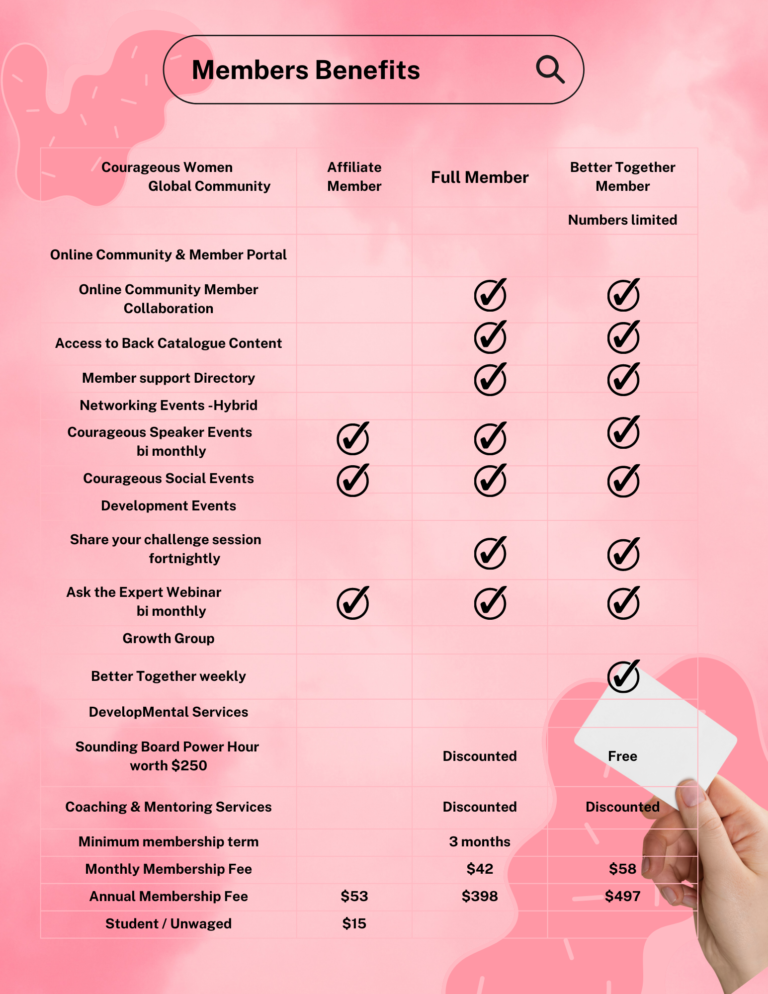 Members Benefits
Courageous Women
Global Community
Affiliate
Member
Full Member
Better Together
Member
Numbers limited
Online Community & Member Portal
Online Community Member
Collaboration
Access to Back Catalogue Content
Member support Directory
Networking Events -Hybrid
Courageous Speaker Events
bi monthly
Courageous Social Events
Development Events
Share your challenge session
fortnightly
Ask the Expert Webinar
bi monthly
Growth Group
Better Together weekly
DevelopMental Services
Sounding Board Power Hour
worth $250
Discounted
Free
Coaching & Mentoring Services
Discounted
Discounted
Minimum membership term
3 months
Monthly Membership Fee
$42
$58
Annual Membership Fee
$53
$398
$497
Student / Unwaged
$15